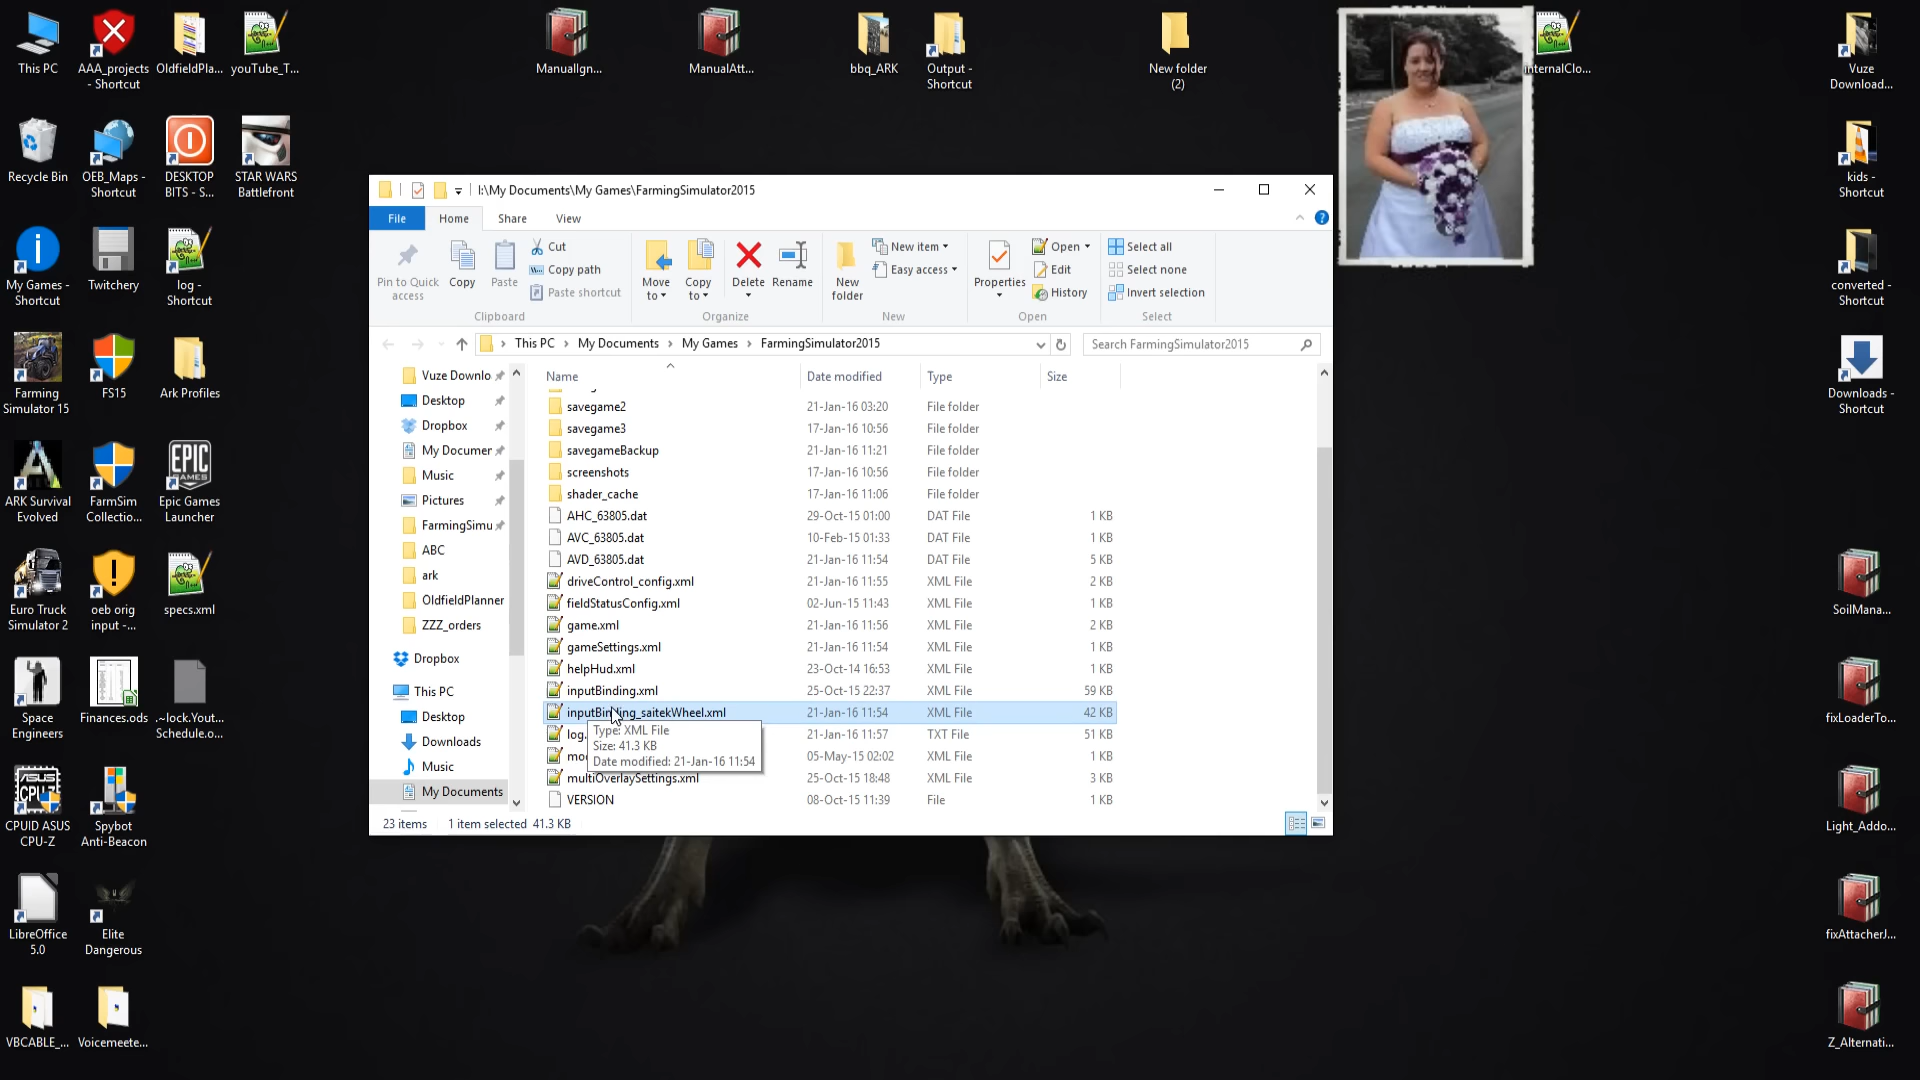 This PC
AAA_projects
- Shortcut
OldfieldPla...
youTube_T...
ManualIgn...
ManualAtt...
bbq_ARK
Output -
Shortcut
New folder
(2)
InternalClo...
Vuze
Download...
Recycle Bin
OEB_Maps -
Shortcut
DESKTOP
BITS - S...
STAR WARS
Battlefront
kids -
Shortcut
My Games -
Shortcut
Twitchery
log -
Shortcut
converted -
Shortcut
Farming
Simulator 15
FS15
Ark Profiles
Downloads -
Shortcut
ARK Survival
Evolved
FarmSim
Collectio...
EPIC
GAMES
Epic Games
Launcher
Euro Truck
Simulator 2
oeb orig
input -...
specs.xml
SoilMana...
Space
Engineers
Finances.ods
.~lock.Yout...
Schedule.o...
fixLoaderTo...
CPUID ASUS
CPU-Z
Spybot
Anti-Beacon
Light_Addo...
LibreOffice
5.0
Elite
Dangerous
fixAttacherJ...
VBCABLE_...
Voicemeete...
Z_Alternati...
I:\My Documents\My Games\FarmingSimulator2015
File Home Share View
Pin to Quick
access
Copy
Paste
Cut
Copy path
Paste shortcut
Clipboard
Move
to
Copy
to
Delete
Rename
Organize
New
folder
New item
Easy access
New
Properties
Open
Edit
History
Open
Select all
Select none
Invert selection
Select
This PC > My Documents > My Games > FarmingSimulator2015
Search FarmingSimulator2015
Vuze Downlo
Desktop
Dropbox
My Documer
Music
Pictures
FarmingSimu
ABC
ark
OldfieldPlanner
ZZZ_orders
Dropbox
This PC
Desktop
Downloads
Music
My Documents
Name Date modified Type Size
savegame2 21-Jan-16 03:20 File folder
savegame3 17-Jan-16 10:56 File folder
savegameBackup 21-Jan-16 11:21 File folder
screenshots 17-Jan-16 10:56 File folder
shader_cache 17-Jan-16 11:06 File folder
AHC_63805.dat 29-Oct-15 01:00 DAT File 1 KB
AVC_63805.dat 10-Feb-15 01:33 DAT File 1 KB
AVD_63805.dat 21-Jan-16 11:54 DAT File 5 KB
driveControl_config.xml 21-Jan-16 11:55 XML File 2 KB
fieldStatusConfig.xml 02-Jun-15 11:43 XML File 1 KB
game.xml 21-Jan-16 11:56 XML File 2 KB
gameSettings.xml 21-Jan-16 11:54 XML File 1 KB
helpHud.xml 23-Oct-14 16:53 XML File 1 KB
inputBinding.xml 25-Oct-15 22:37 XML File 59 KB
inputBinding_saitekWheel.xml 21-Jan-16 11:54 XML File 42 KB
log. 21-Jan-16 11:57 TXT File 51 KB
mo 05-May-15 02:02 XML File 1 KB
multiOverlaySettings.xml 25-Oct-15 18:48 XML File 3 KB
VERSION 08-Oct-15 11:39 File 1 KB
Type: XML File
Size: 41.3 KB
Date modified: 21-Jan-16 11:54
23 items 1 item selected 41.3 KB